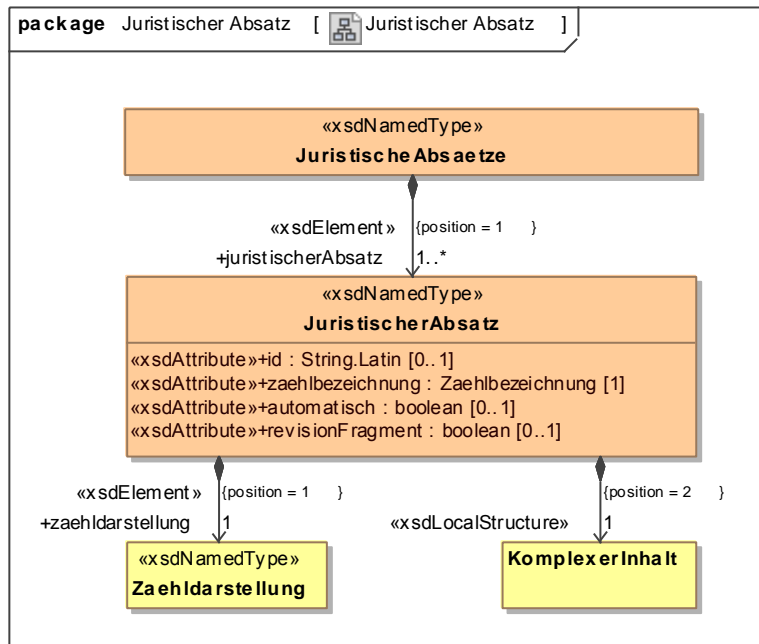 package Juristischer Absatz [ Juristischer Absatz ]
«xsdNamedType»
JuristischeAbsaetze
«xsdElement» {position = 1 }
+juristischerAbsatz 1..*
«xsdNamedType»
JuristischerAbsatz
«xsdAttribute»+id : String.Latin [0..1]
«xsdAttribute»+zaehlbezeichnung : Zaehlbezeichnung [1]
«xsdAttribute»+automatisch : boolean [0..1]
«xsdAttribute»+revisionFragment : boolean [0..1]
«xsdElement» {position = 1 } {position = 2 }
+zaehldarstellung 1 «xsdLocalStructure» 1
«xsdNamedType» KomplexerInhalt
Zaehldarstellung